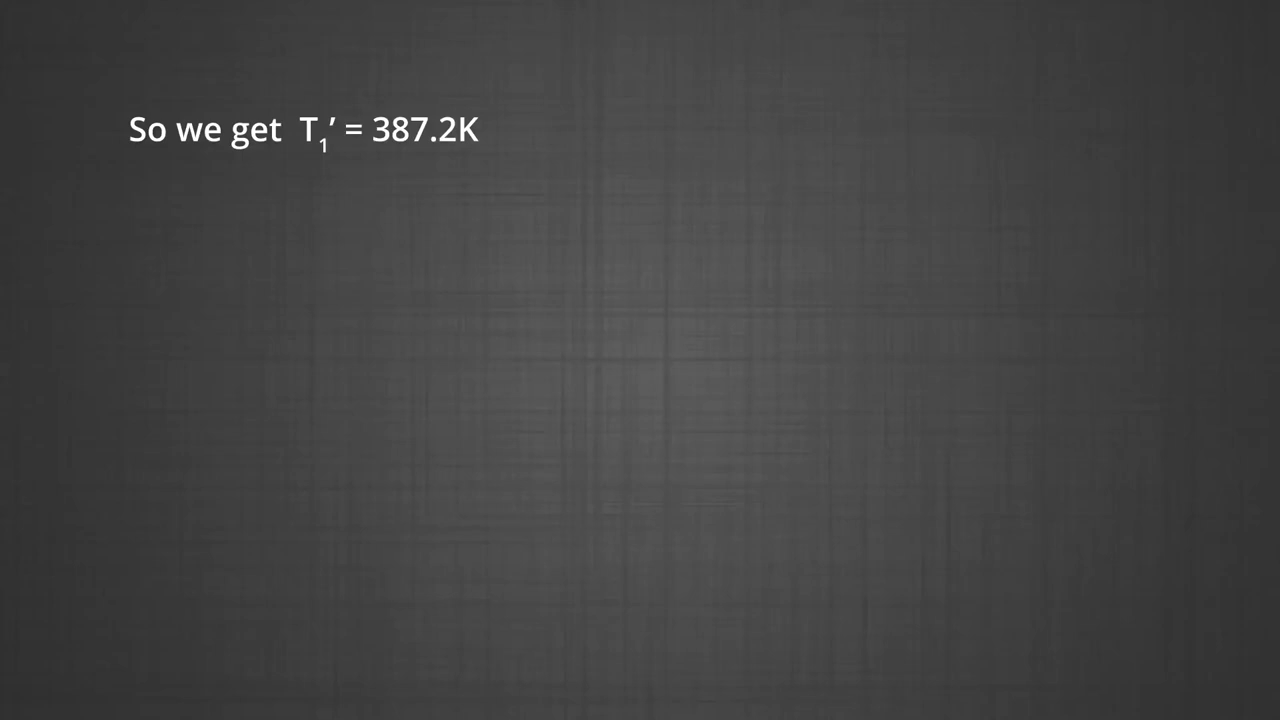 So we get T₁’ = 387.2K